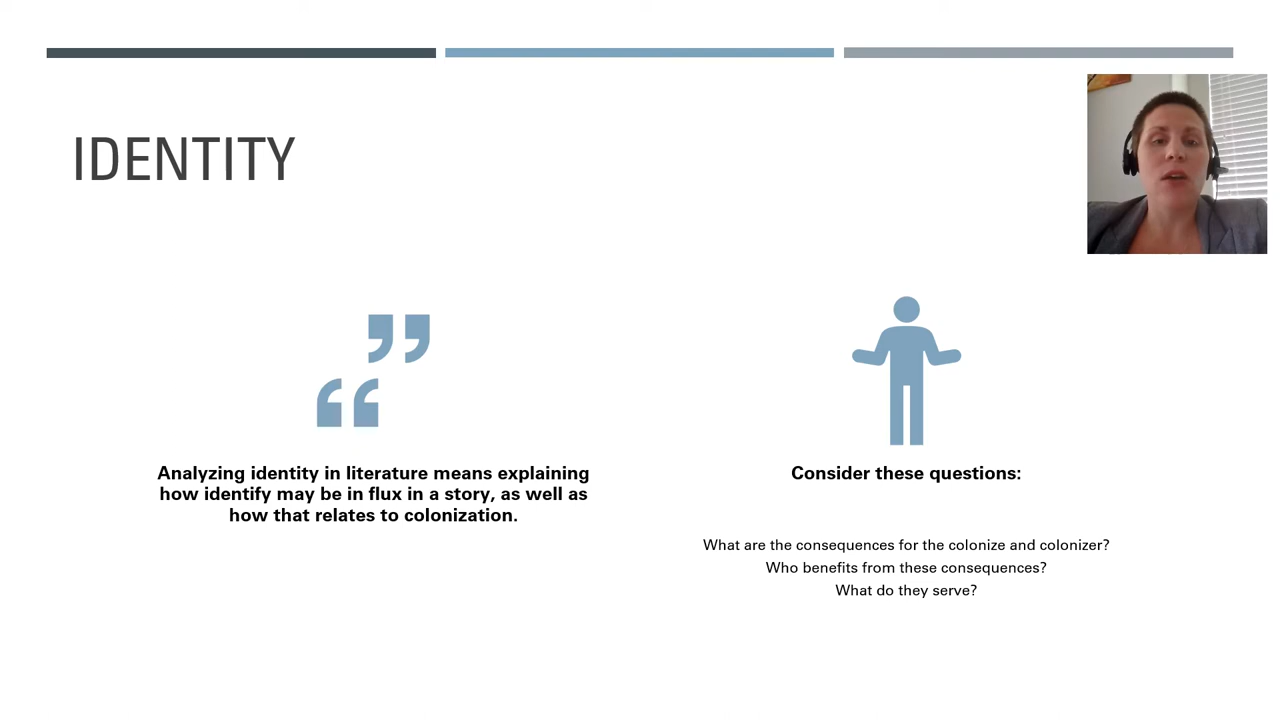 IDENTITY
Analyzing identity in literature means explaining
how identify may be in flux in a story, as well as
how that relates to colonization.
Consider these questions:
What are the consequences for the colonize and colonizer?
Who benefits from these consequences?
What do they serve?